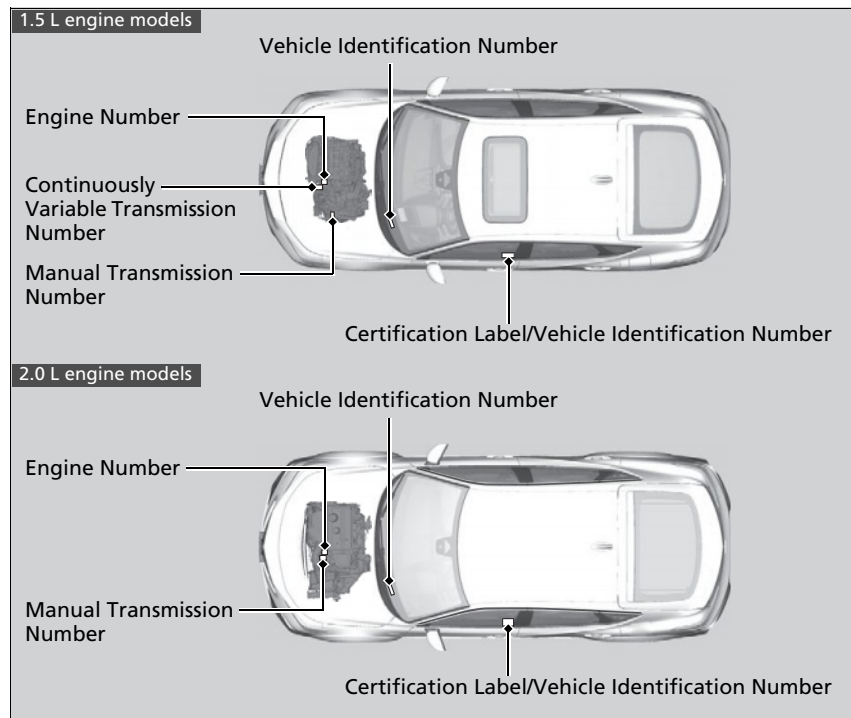 1.5 L engine models
Vehicle Identification Number
Engine Number
Continuously
Variable Transmission
Number
Manual Transmission
Number
Certification Label/Vehicle Identification Number
2.0 L engine models
Vehicle Identification Number
Engine Number
Manual Transmission
Number
Certification Label/Vehicle Identification Number